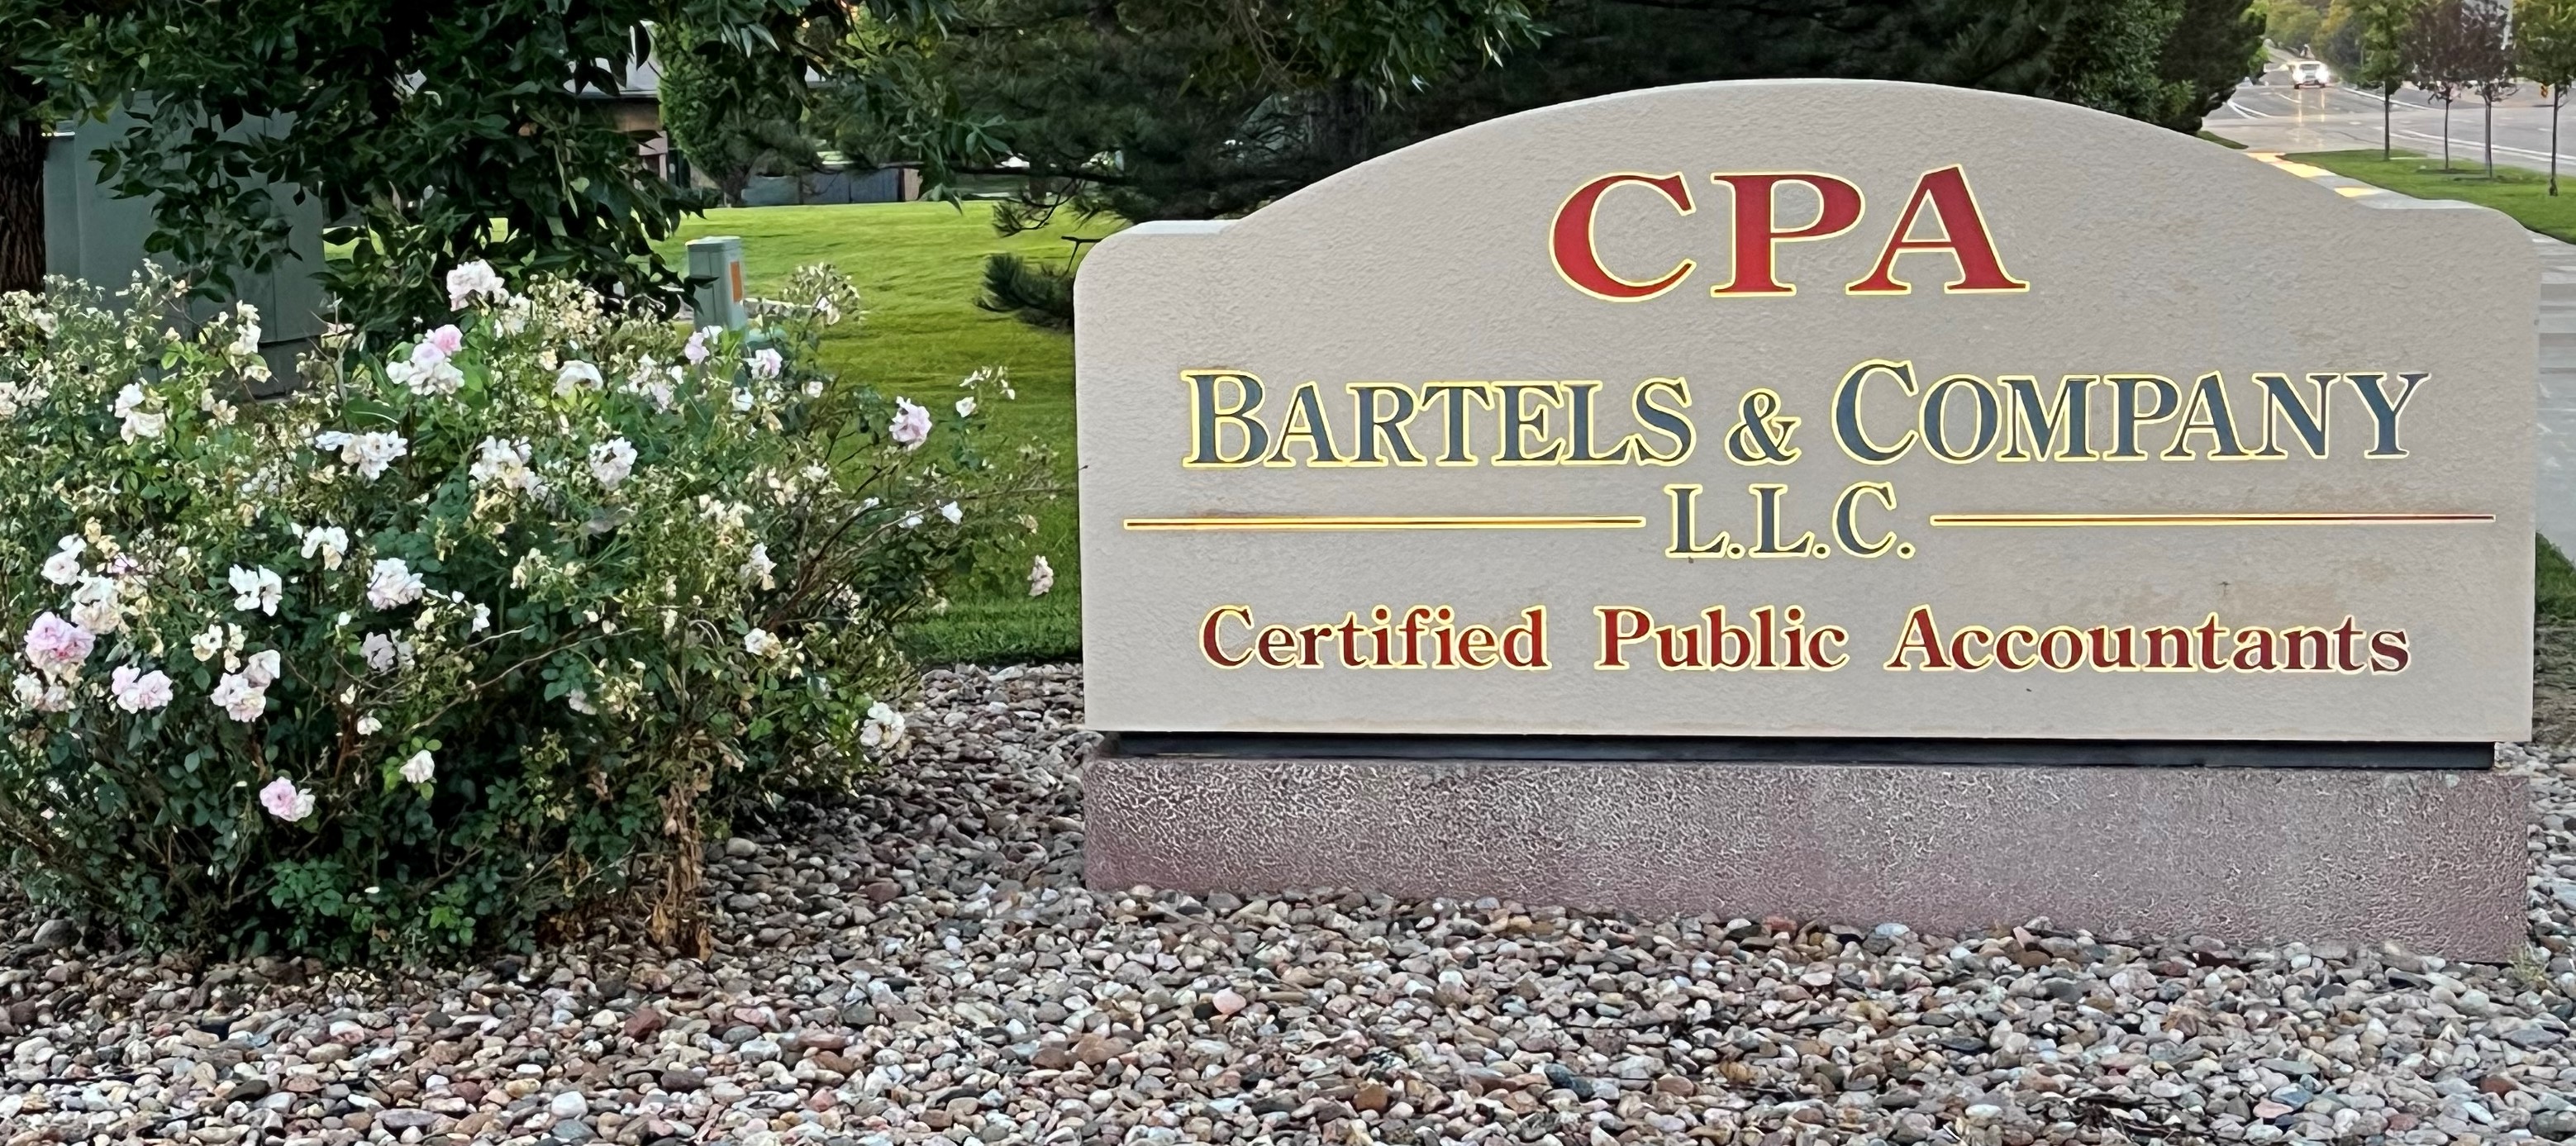 CPA
BARTELS & COMPANY
L.L.C.
Certified Public Accountants